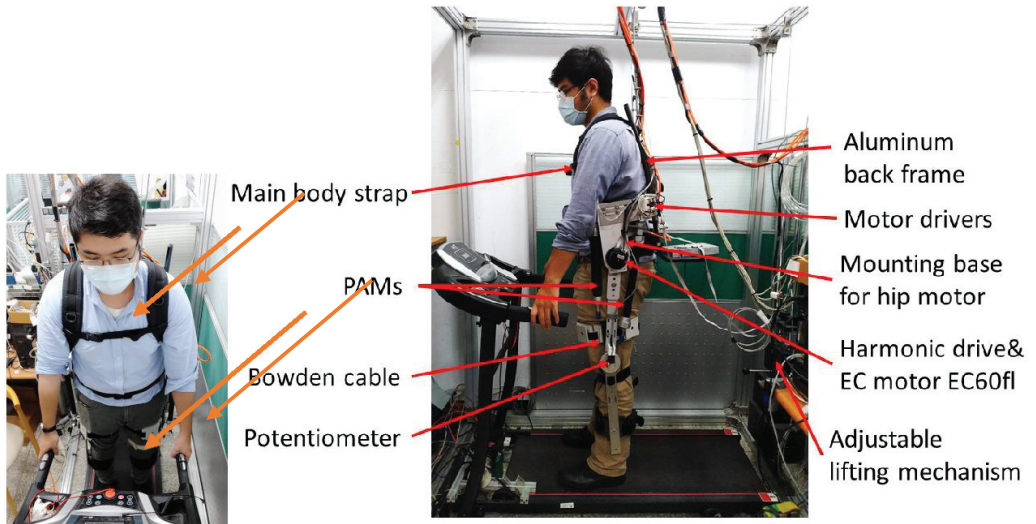 Main body strap
PAMs
Bowden cable
Potentiometer
Aluminum
back frame
Motor drivers
Mounting base
for hip motor
Harmonic drive&
EC motor EC60fl
Adjustable
lifting mechanism